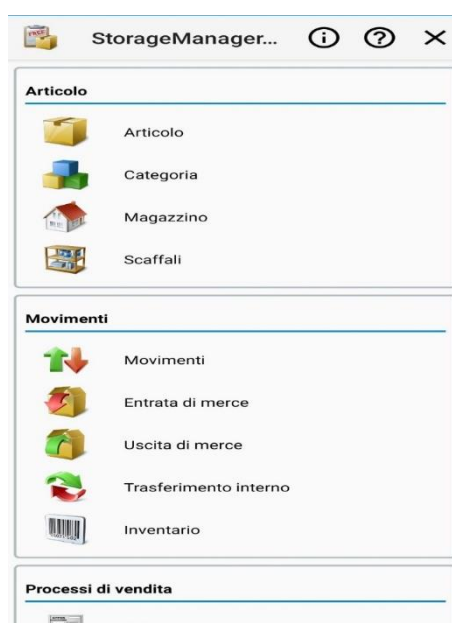 FREE
StorageManager...
Articolo
Articolo
Categoria
Magazzino
Scaffali
Movimenti
Movimenti
Entrata di merce
Uscita di merce
Trasferimento interno
Inventario
Processi di vendita